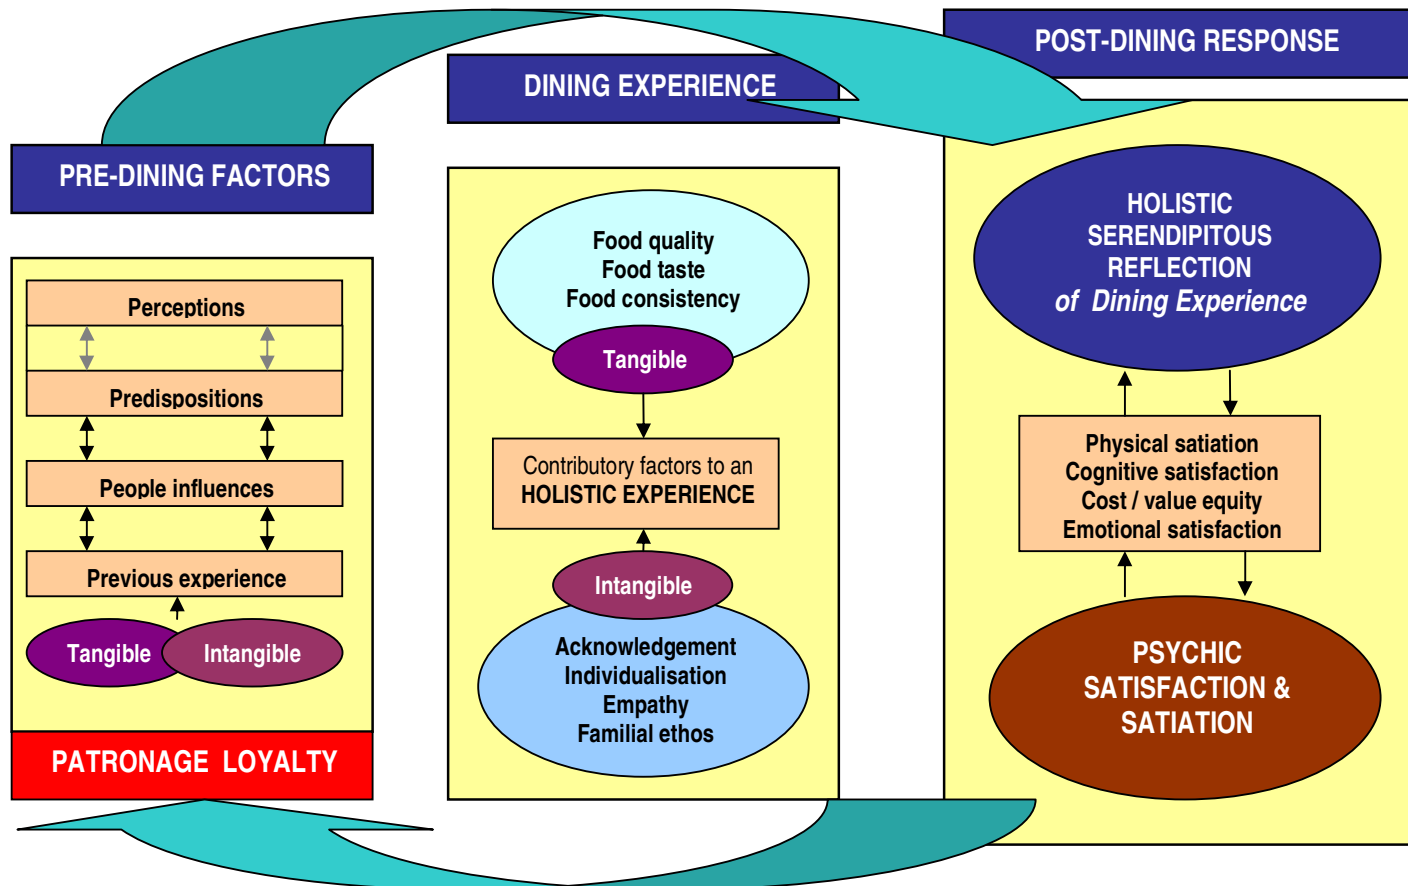 PRE-DINING FACTORS
Perceptions
Predispositions
People influences
Previous experience
Tangible
Intangible
PATRONAGE LOYALTY
DINING EXPERIENCE
Food quality
Food taste
Food consistency
Tangible
Contributory factors to an
HOLISTIC EXPERIENCE
Intangible
Acknowledgement
Individualisation
Empathy
Familial ethos
POST-DINING RESPONSE
HOLISTIC
SERENDIPITOUS
REFLECTION
of Dining Experience
Physical satiation
Cognitive satisfaction
Cost / value equity
Emotional satisfaction
PSYCHIC
SATISFACTION &
SATIATION